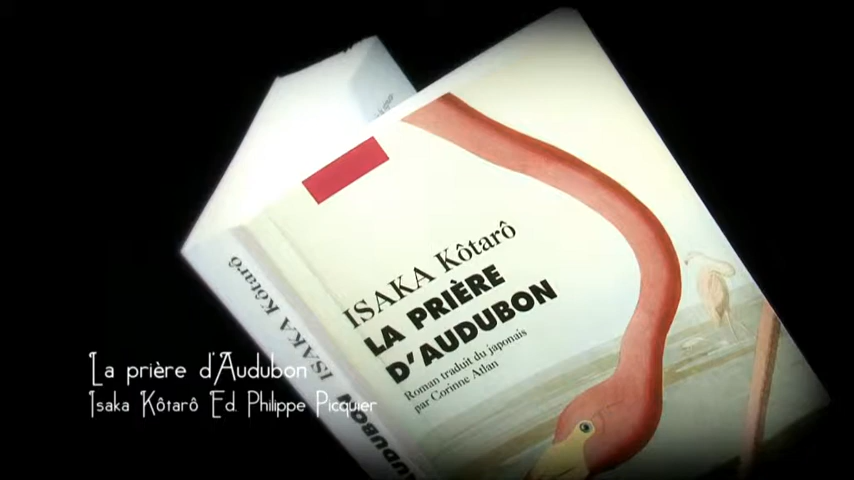 ISAKA Kôtarô
LA PRIÈRE
D'AUDUBON
Roman traduit du japonais
par Corinne Atlan
ISAKA Kôtarô
AUDUBON
La prière d'Audubon
Isaka Kôtarô Ed. Philippe Picquier